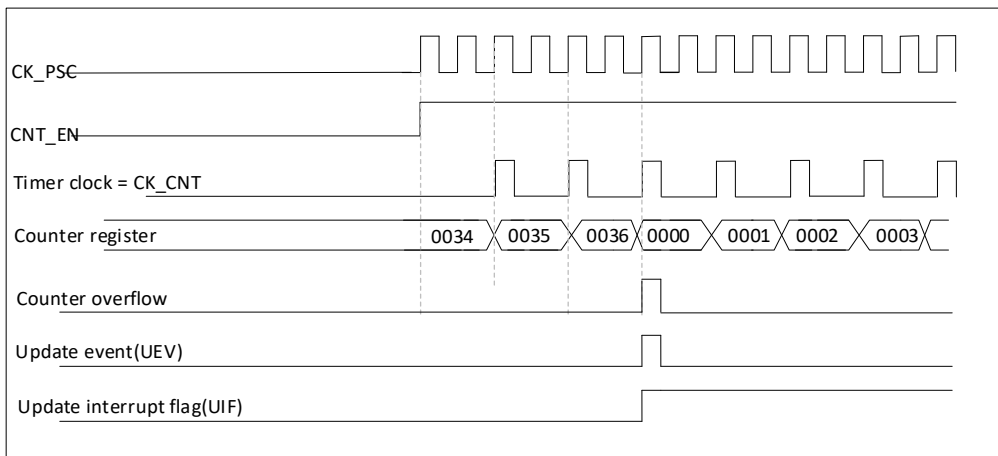 CK_PSC
CNT_EN
Timer clock = CK_CNT
Counter register
0034 0035 0036 0000 0001 0002 0003
Counter overflow
Update event(UEV)
Update interrupt flag(UIF)